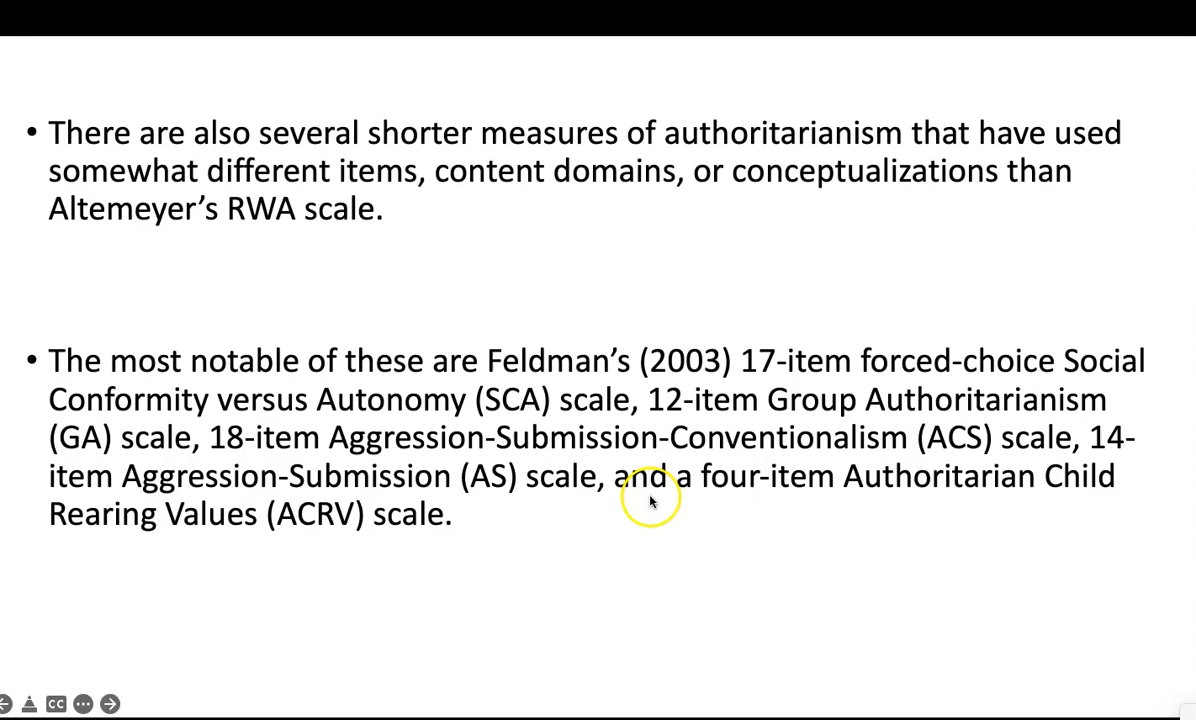 • There are also several shorter measures of authoritarianism that have used
somewhat different items, content domains, or conceptualizations than
Altemeyer’s RWA scale.
• The most notable of these are Feldman’s (2003) 17-item forced-choice Social
Conformity versus Autonomy (SCA) scale, 12-item Group Authoritarianism
(GA) scale, 18-item Aggression-Submission-Conventionalism (ACS) scale, 14-
item Aggression-Submission (AS) scale, and a four-item Authoritarian Child
Rearing Values (ACRV) scale.
CC